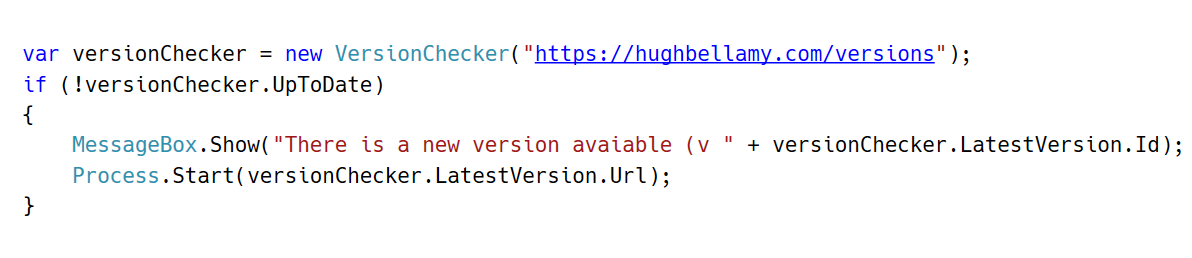 var versionChecker = new VersionChecker("https://hughbellamy.com/versions");
if (!versionChecker.UpToDate)
{
    MessageBox.Show("There is a new version avaiable (v " + versionChecker.LatestVersion.Id);
    Process.Start(versionChecker.LatestVersion.Url);
}